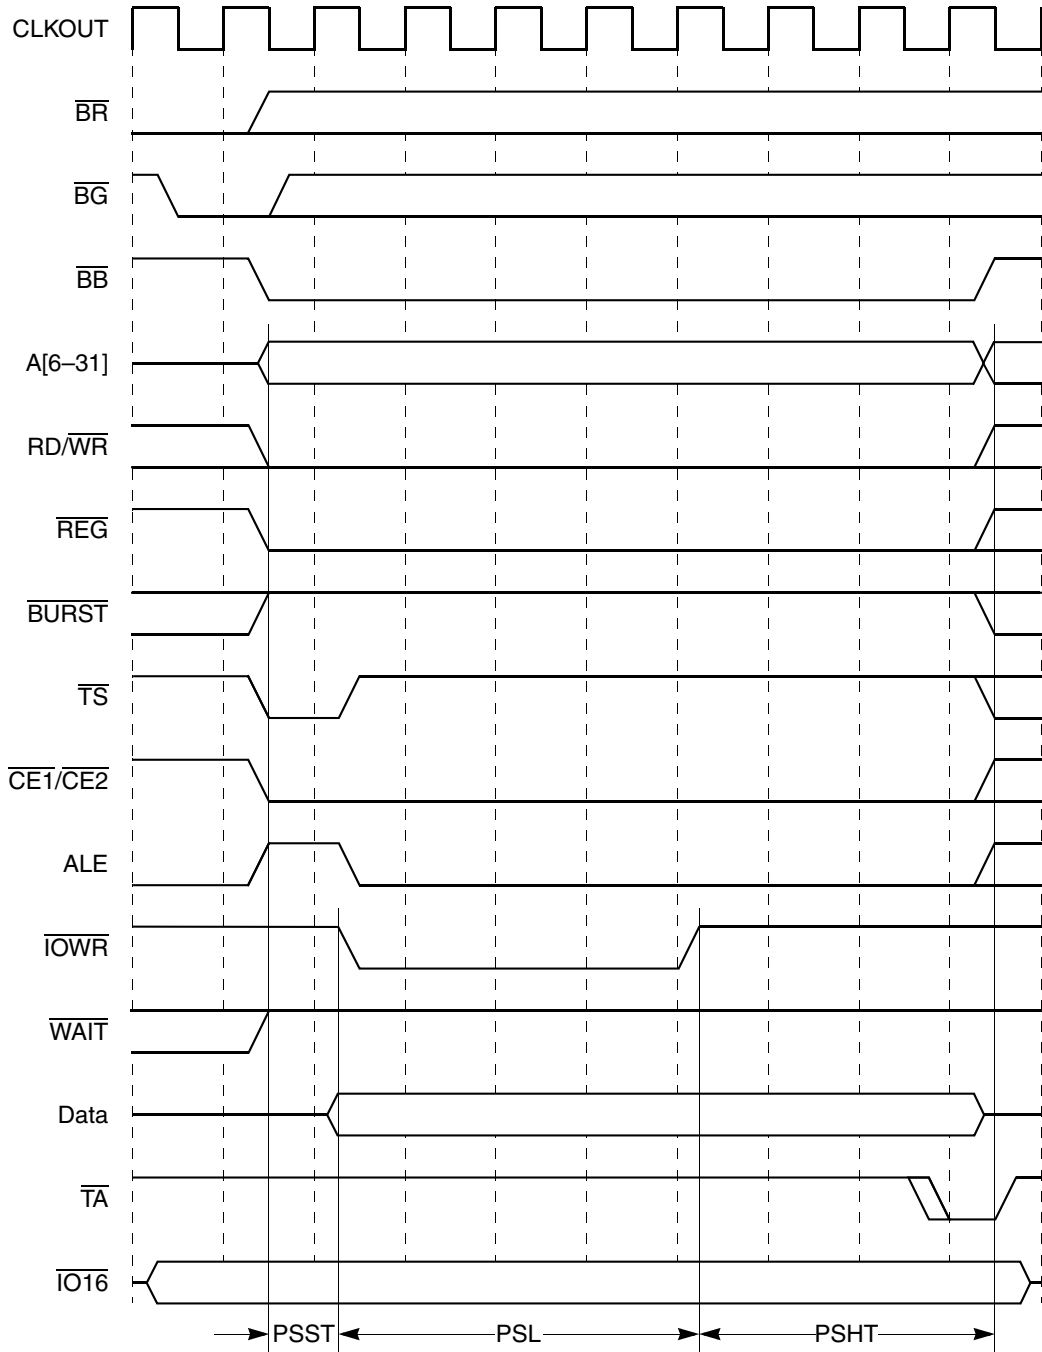 CLKOUT
BR
BG
BB
A[6–31]
RD/WR
REG
BURST
TS
CE1/CE2
ALE
IOWR
WAIT
Data
TA
IO16
PSST PSL PSHT